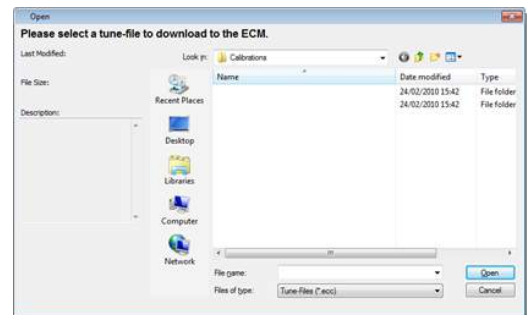 Open
Please select a tune-file to download to the ECM.
Last Modified:
Look in:
Calibrations
File Size:
Description:
Recent Places
Desktop
Libraries
Computer
Network
Name
Date modified
Type
24/02/2010 15:42
File folder
24/02/2010 15:42
File folder
File name:
Open
Files of type:
Tune-Files (*.ecc)
Cancel